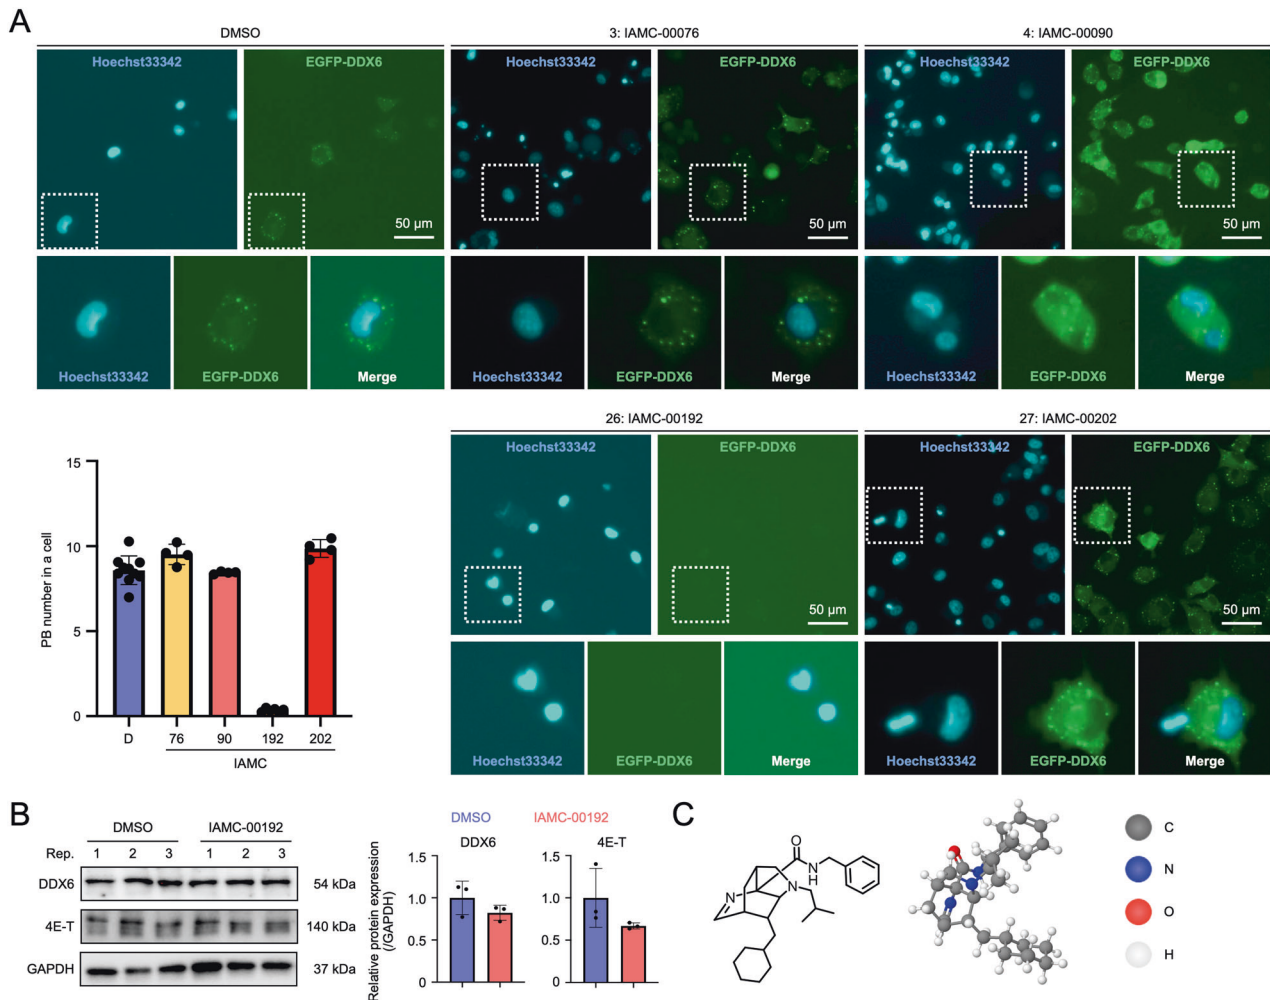 A
DMSO
3: IAMC-00076
4: IAMC-00090
Hoechst33342
EGFP-DDX6
Hoechst33342
EGFP-DDX6
Hoechst33342
EGFP-DDX6
50 µm
50 µm
50 µm
Hoechst33342
EGFP-DDX6
Merge
Hoechst33342
EGFP-DDX6
Merge
Hoechst33342
EGFP-DDX6
Merge
PB number in a cell
15
10
5
0
D
76
90
192
202
IAMC
26: IAMC-00192
27: IAMC-00202
Hoechst33342
EGFP-DDX6
Hoechst33342
EGFP-DDX6
50 µm
50 µm
Hoechst33342
EGFP-DDX6
Merge
Hoechst33342
EGFP-DDX6
Merge
B
DMSO
IAMC-00192
Rep.
1
2
3
1
2
3
DDX6
54 kDa
4E-T
140 kDa
GAPDH
37 kDa
DMSO
IAMC-00192
DDX6
4E-T
Relative protein expression
(/GAPDH)
1.5
1.0
0.5
0
1.5
1.0
0.5
0
C
O
N
H
N
N
C
N
O
H